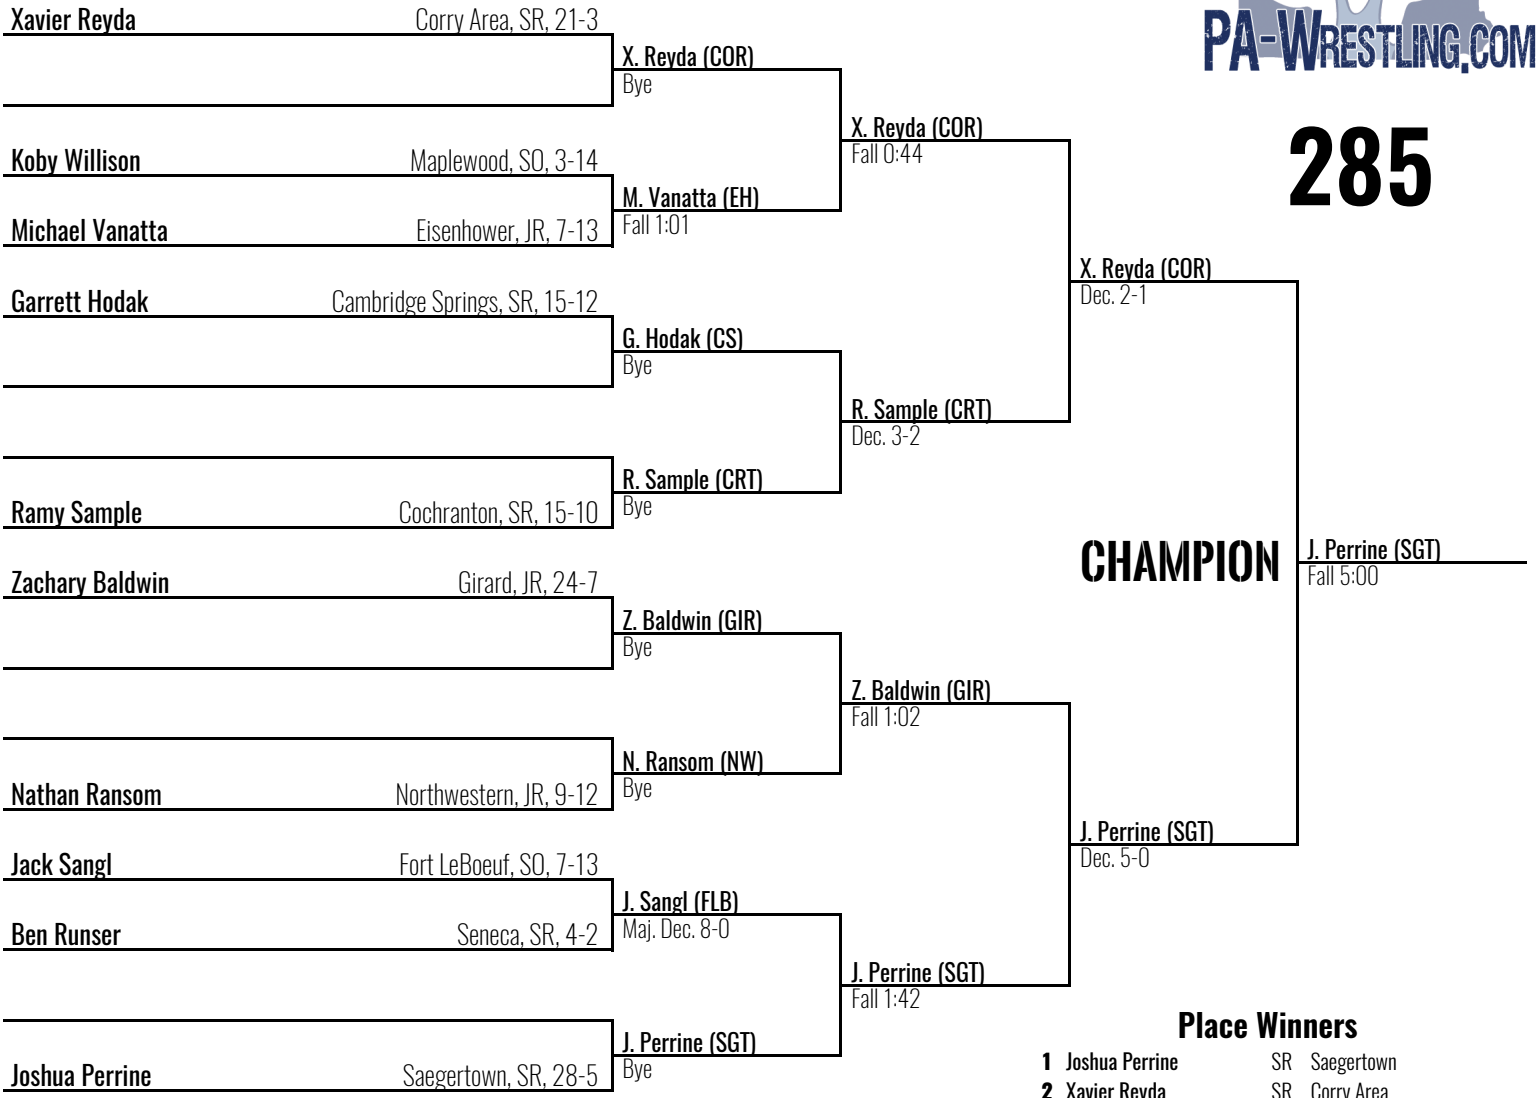 Xavier Reyda Corry Area, SR, 21-3
PA-WRESTLING.COM
X. Reyda (COR)
Bye
285
X. Reyda (COR)
Fall 0:44
Koby Willison Maplewood, SO, 3-14
M. Vanatta (EH)
Fall 1:01
Michael Vanatta Eisenhower, JR, 7-13
X. Reyda (COR)
Dec. 2-1
Garrett Hodak Cambridge Springs, SR, 15-12
G. Hodak (CS)
Bye
R. Sample (CRT)
Dec. 3-2
R. Sample (CRT)
Bye
Ramy Sample Cochranton, SR, 15-10
CHAMPION
J. Perrine (SGT)
Fall 5:00
Zachary Baldwin Girard, JR, 24-7
Z. Baldwin (GIR)
Bye
Z. Baldwin (GIR)
Fall 1:02
N. Ransom (NW)
Bye
Nathan Ransom Northwestern, JR, 9-12
J. Perrine (SGT)
Dec. 5-0
Jack Sangl Fort LeBoeuf, SO, 7-13
J. Sangl (FLB)
Maj. Dec. 8-0
Ben Runser Seneca, SR, 4-2
J. Perrine (SGT)
Fall 1:42
J. Perrine (SGT)
Bye
Joshua Perrine Saegertown, SR, 28-5
Place Winners
1 Joshua Perrine SR Saegertown
2 Xavier Reyda SR Corry Area